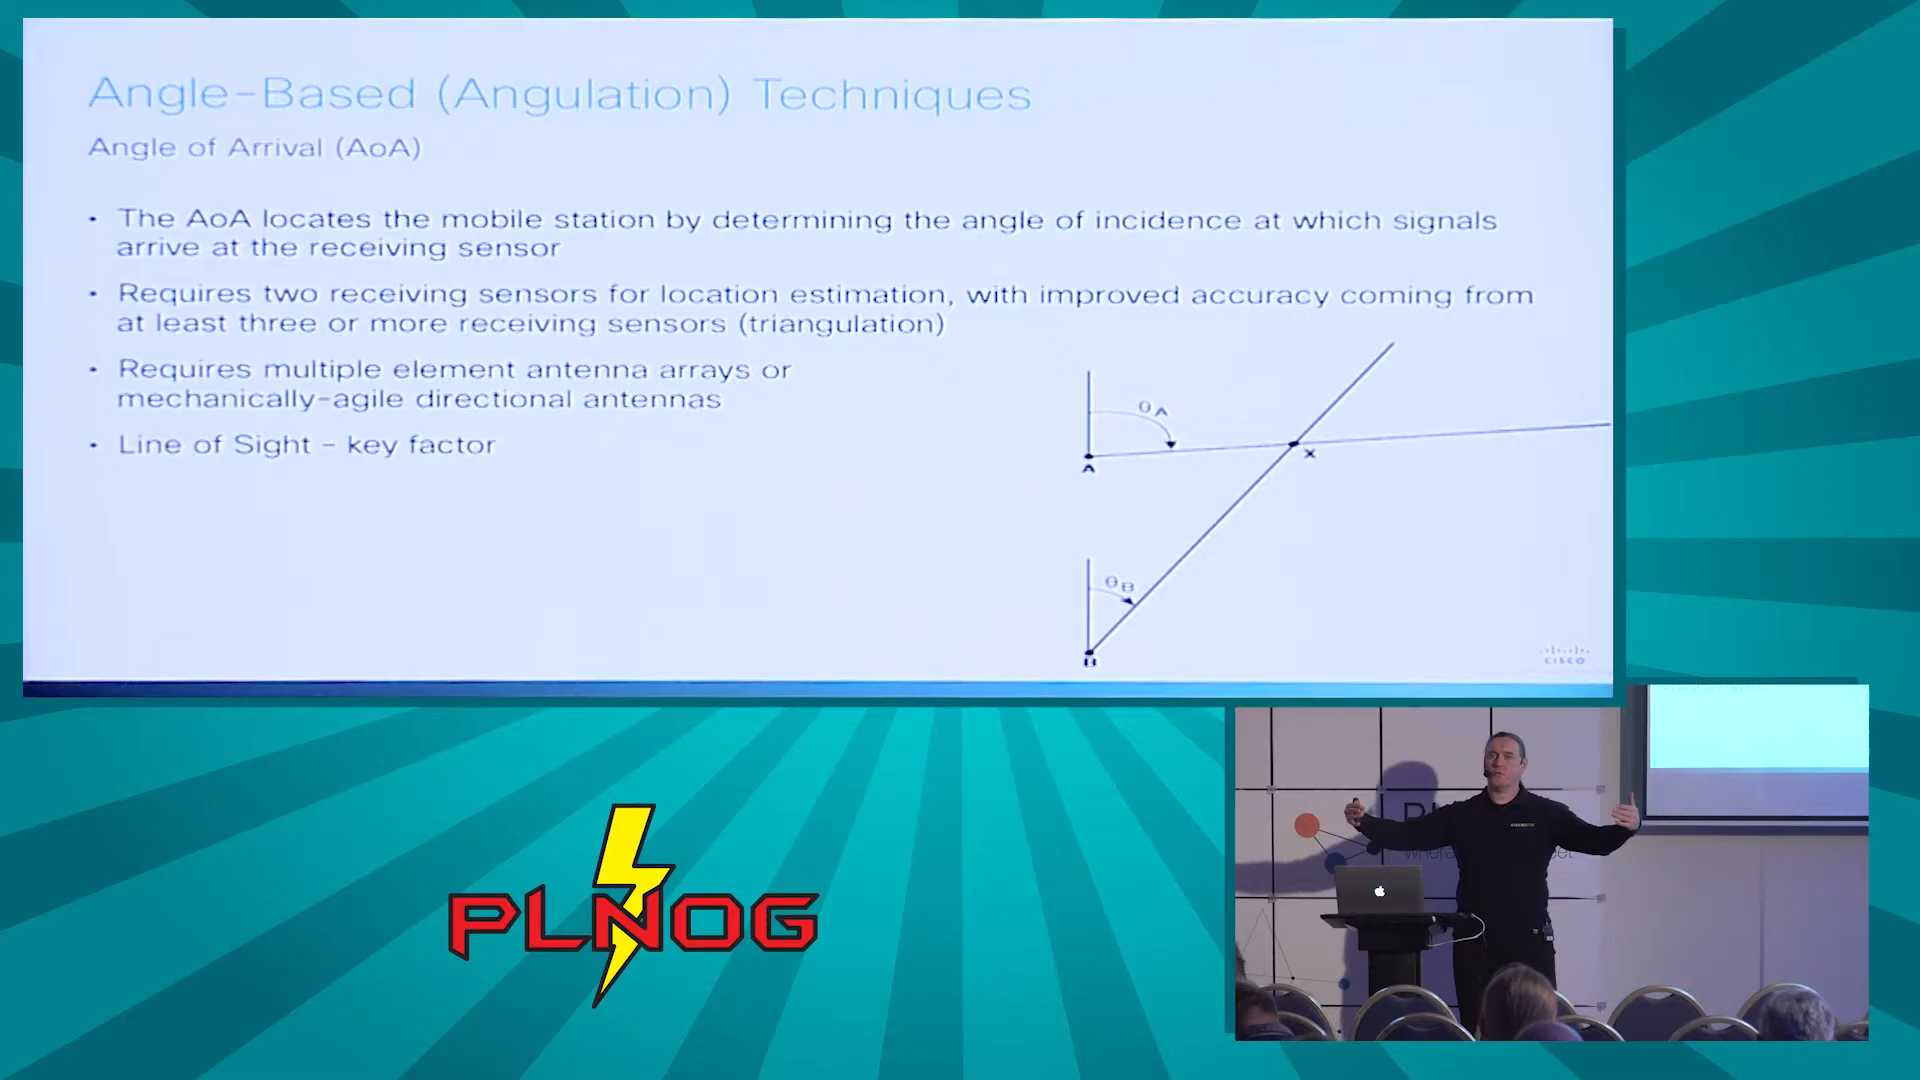 Angle-Based (Angulation) Techniques
Angle of Arrival (AoA)
• The AoA locates the mobile station by determining the angle of incidence at which signals
arrive at the receiving sensor
• Requires two receiving sensors for location estimation, with improved accuracy coming from
at least three or more receiving sensors (triangulation)
• Requires multiple element antenna arrays or
mechanically-agile directional antennas
• Line of Sight - key factor
θA
A
X
θB
B
CISCO
PLNOG